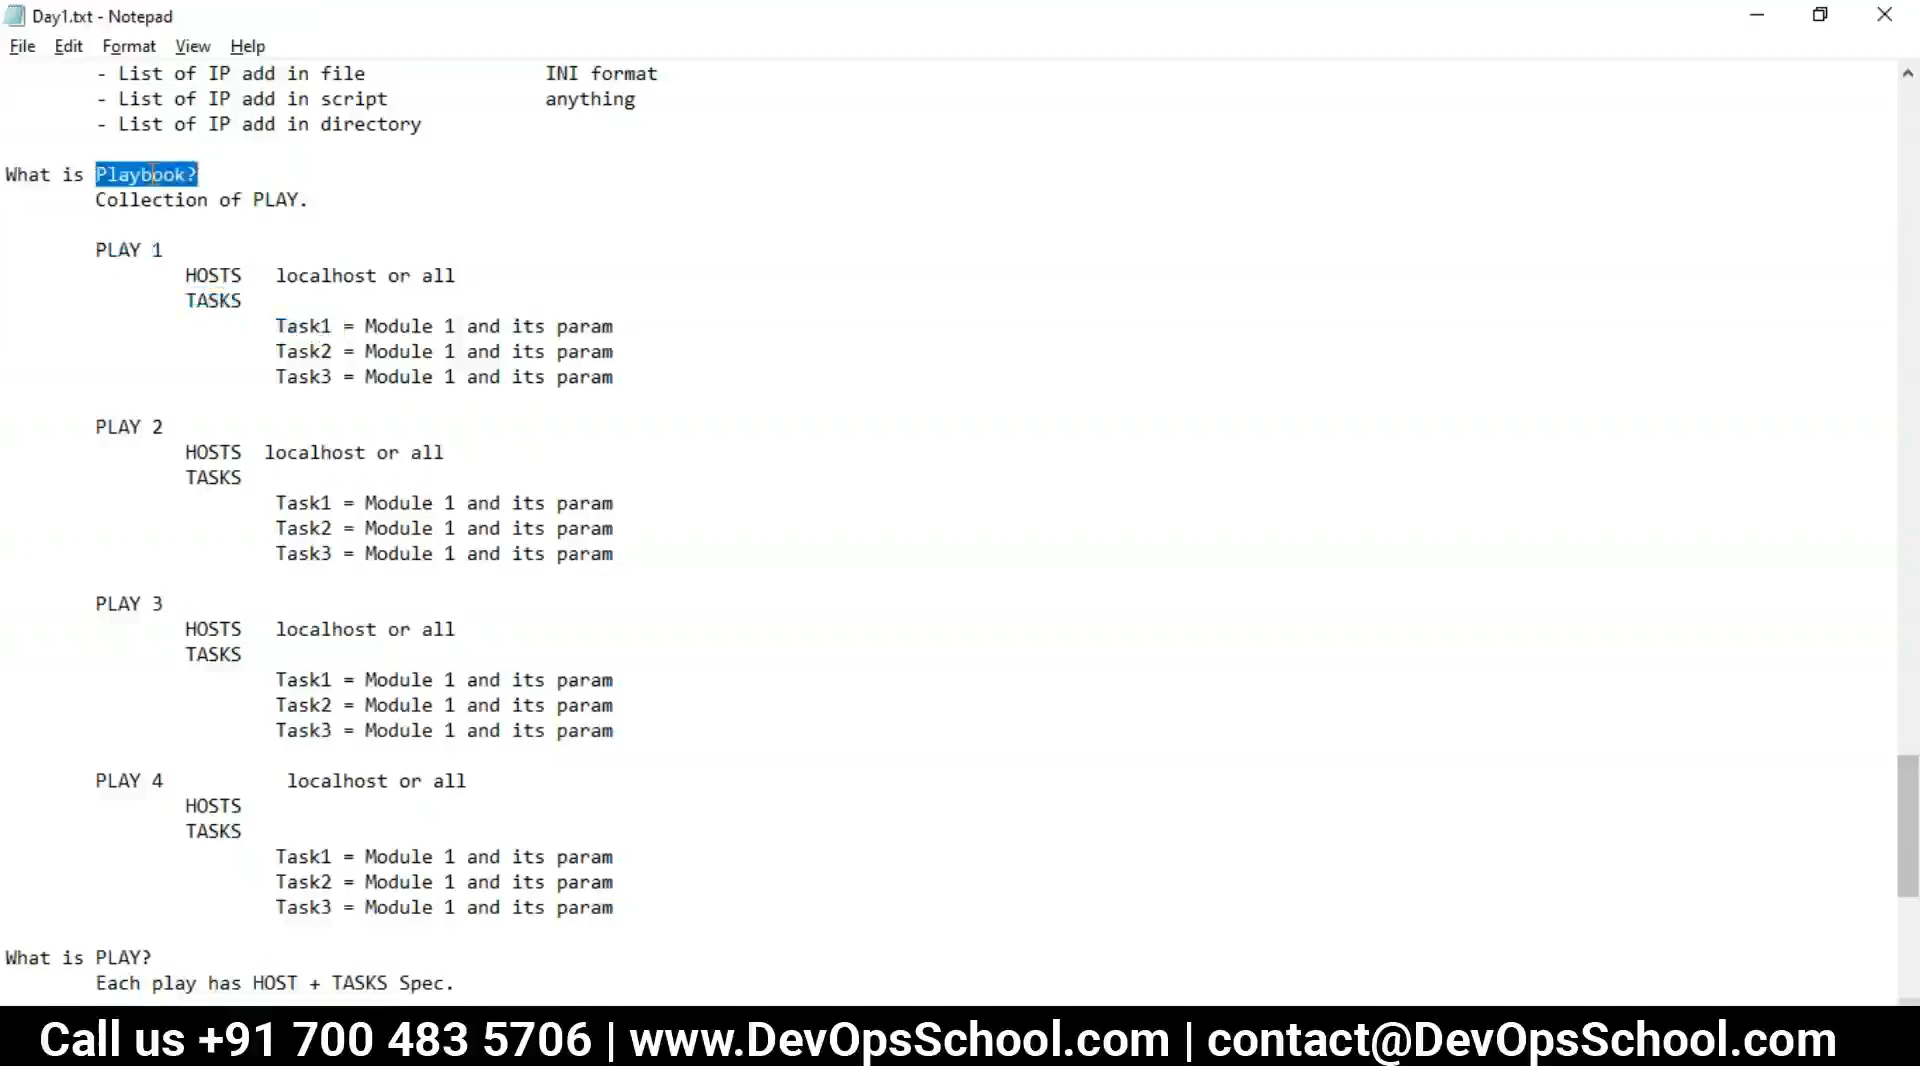 Day1.txt - Notepad
File Edit Format View Help
- List of IP add in file INI format
- List of IP add in script anything
- List of IP add in directory
What is Playbook?
Collection of PLAY.
PLAY 1
HOSTS localhost or all
TASKS
Task1 = Module 1 and its param
Task2 = Module 1 and its param
Task3 = Module 1 and its param
PLAY 2
HOSTS localhost or all
TASKS
Task1 = Module 1 and its param
Task2 = Module 1 and its param
Task3 = Module 1 and its param
PLAY 3
HOSTS localhost or all
TASKS
Task1 = Module 1 and its param
Task2 = Module 1 and its param
Task3 = Module 1 and its param
PLAY 4 localhost or all
HOSTS
TASKS
Task1 = Module 1 and its param
Task2 = Module 1 and its param
Task3 = Module 1 and its param
What is PLAY?
Each play has HOST + TASKS Spec.
Call us +91 700 483 5706 | www.DevOpsSchool.com | contact@DevOpsSchool.com